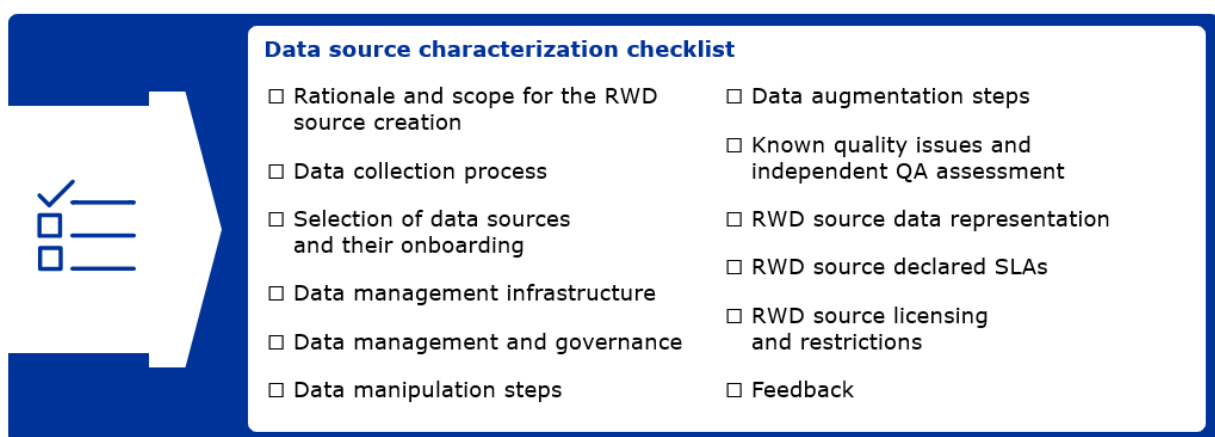 Data source characterization checklist
☐ Rationale and scope for the RWD
source creation
☐ Data collection process
☐ Selection of data sources
and their onboarding
☐ Data management infrastructure
☐ Data management and governance
☐ Data manipulation steps
☐ Data augmentation steps
☐ Known quality issues and
independent QA assessment
☐ RWD source data representation
☐ RWD source declared SLAs
☐ RWD source licensing
and restrictions
☐ Feedback